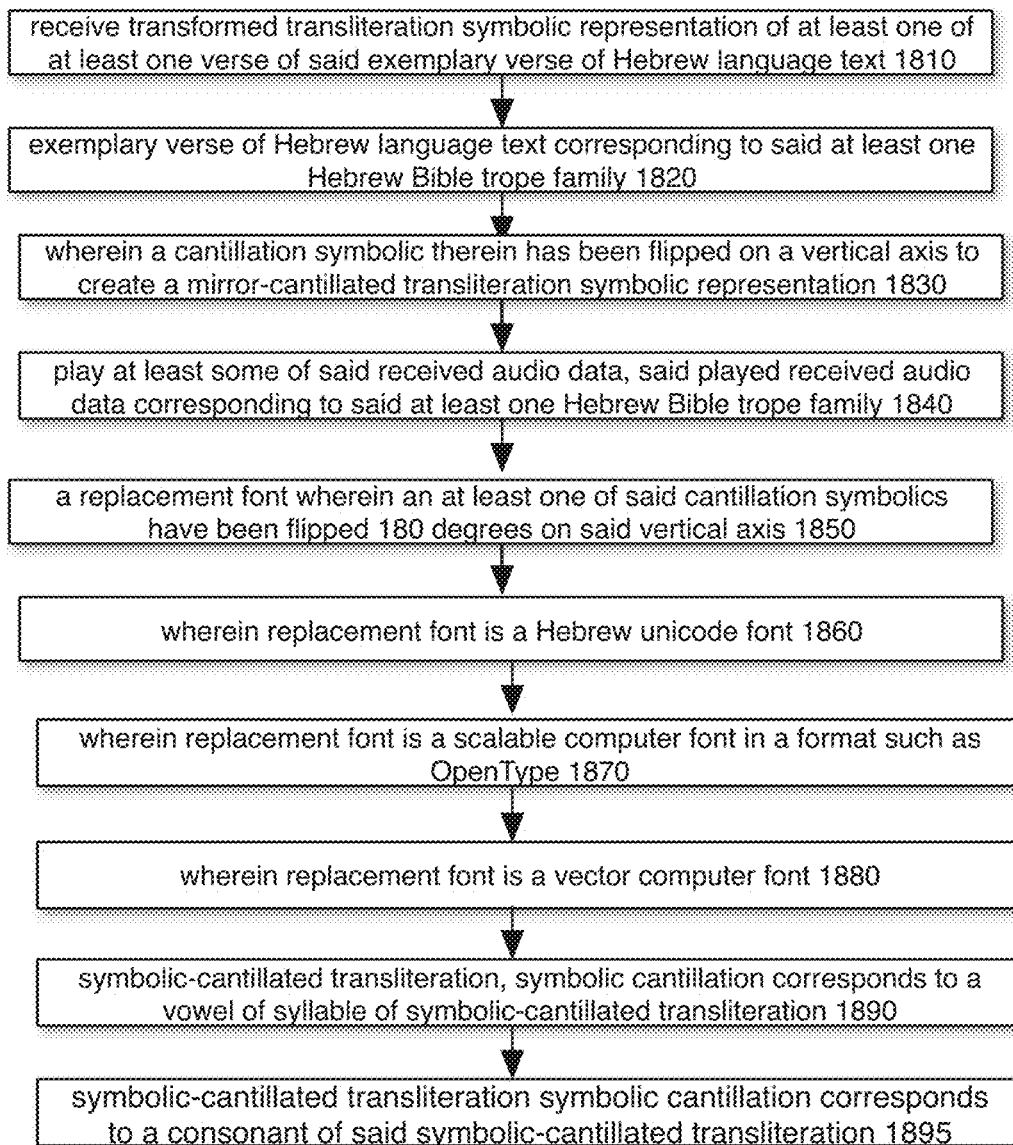 receive transformed transliteration symbolic representation of at least one of
at least one verse of said exemplary verse of Hebrew language text 1810
exemplary verse of Hebrew language text corresponding to said at least one
Hebrew Bible trope family 1820
wherein a cantillation symbolic therein has been flipped on a vertical axis to
create a mirror-cantillated transliteration symbolic representation 1830
play at least some of said received audio data, said played received audio
data corresponding to said at least one Hebrew Bible trope family 1840
a replacement font wherein an at least one of said cantillation symbolics
have been flipped 180 degrees on said vertical axis 1850
wherein replacement font is a Hebrew unicode font 1860
wherein replacement font is a scalable computer font in a format such as
OpenType 1870
wherein replacement font is a vector computer font 1880
symbolic-cantillated transliteration, symbolic cantillation corresponds to a
vowel of syllable of symbolic-cantillated transliteration 1890
symbolic-cantillated transliteration symbolic cantillation corresponds
to a consonant of said symbolic-cantillated transliteration 1895